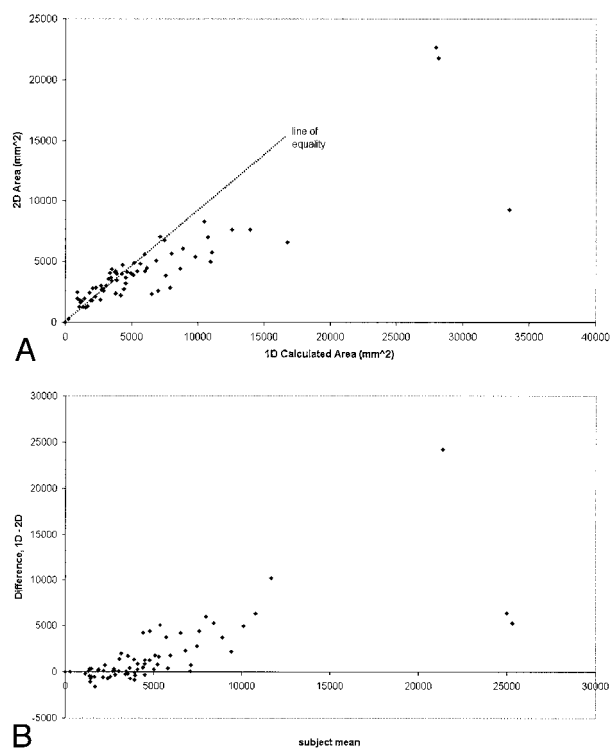 25000
20000
15000
10000
5000
0
2D Area (mm^2)
line of
equality
0 5000 10000 15000 20000 25000 30000 35000 40000
1D Calculated Area (mm^2)
A
30000
25000
20000
15000
10000
5000
0
-5000
Difference, 1D - 2D
0 5000 10000 15000 20000 25000 30000
subject mean
B